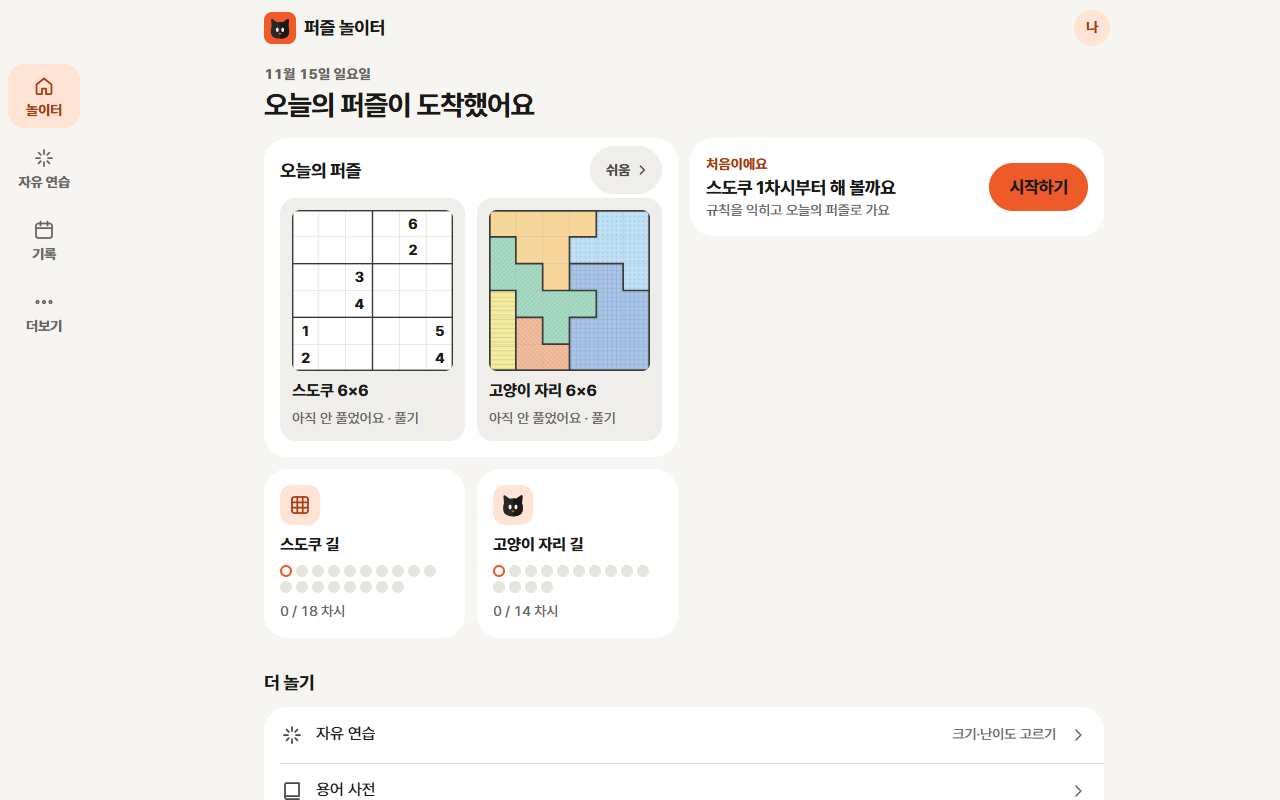 퍼즐 놀이터
나
놀이터
자유 연습
기록
더보기
11월 15일 일요일
오늘의 퍼즐이 도착했어요
오늘의 퍼즐
쉬움
6
2
3
4
1 5
2 4
스도쿠 6×6
아직 안 풀었어요 · 풀기
고양이 자리 6×6
아직 안 풀었어요 · 풀기
처음이에요
스도쿠 1차시부터 해 볼까요
규칙을 익히고 오늘의 퍼즐로 가요
시작하기
스도쿠 길
0 / 18 차시
고양이 자리 길
0 / 14 차시
더 놀기
자유 연습
크기·난이도 고르기
용어 사전